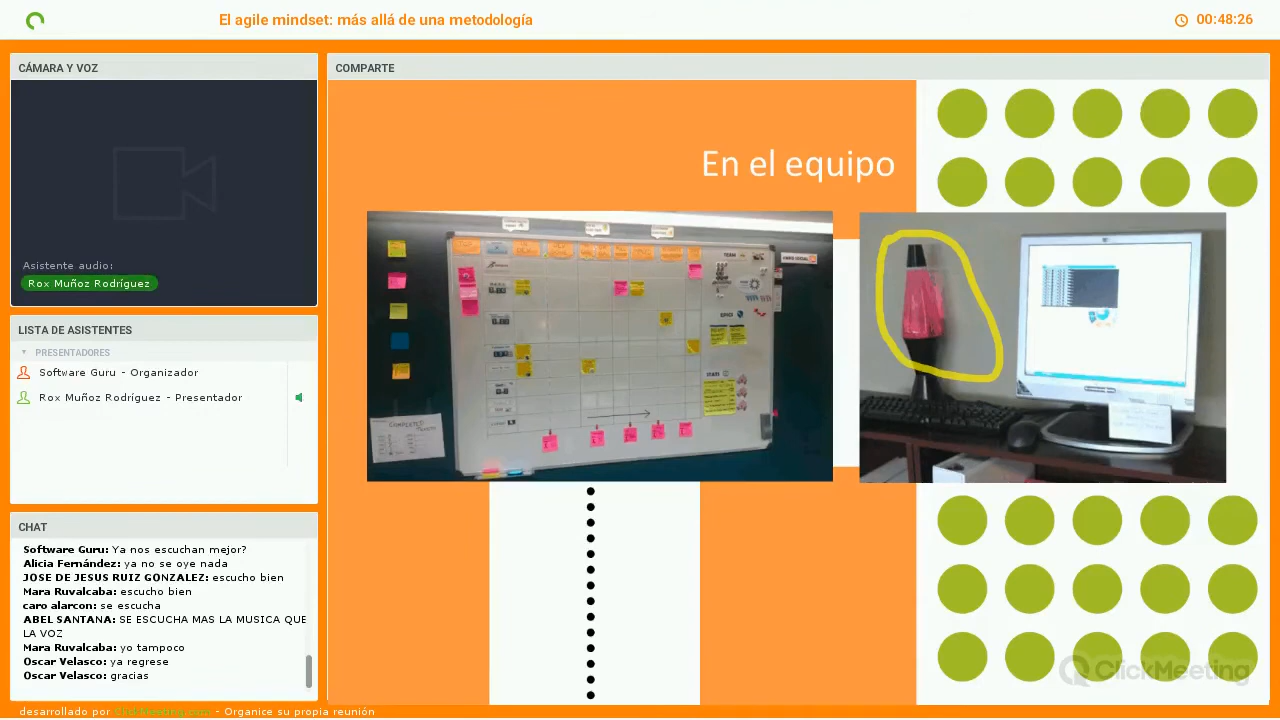 El agile mindset: más allá de una metodología
00:48:26
CÁMARA Y VOZ
Asistente audio:
Rox Muñoz Rodríguez
LISTA DE ASISTENTES
PRESENTADORES
Software Guru - Organizador
Rox Muñoz Rodríguez - Presentador
CHAT
Software Guru: Ya nos escuchan mejor?
Alicia Fernández: ya no se oye nada
JOSE DE JESUS RUIZ GONZALEZ: escucho bien
Mara Ruvalcaba: escucho bien
caro alarcon: se escucha
ABEL SANTANA: SE ESCUCHA MAS LA MUSICA QUE
LA VOZ
Mara Ruvalcaba: yo tampoco
Oscar Velasco: ya regrese
Oscar Velasco: gracias
COMPARTE
En el equipo
TEAM
COMPLETED
ClickMeeting
desarrollado por ClickMeeting.com - Organice su propia reunión